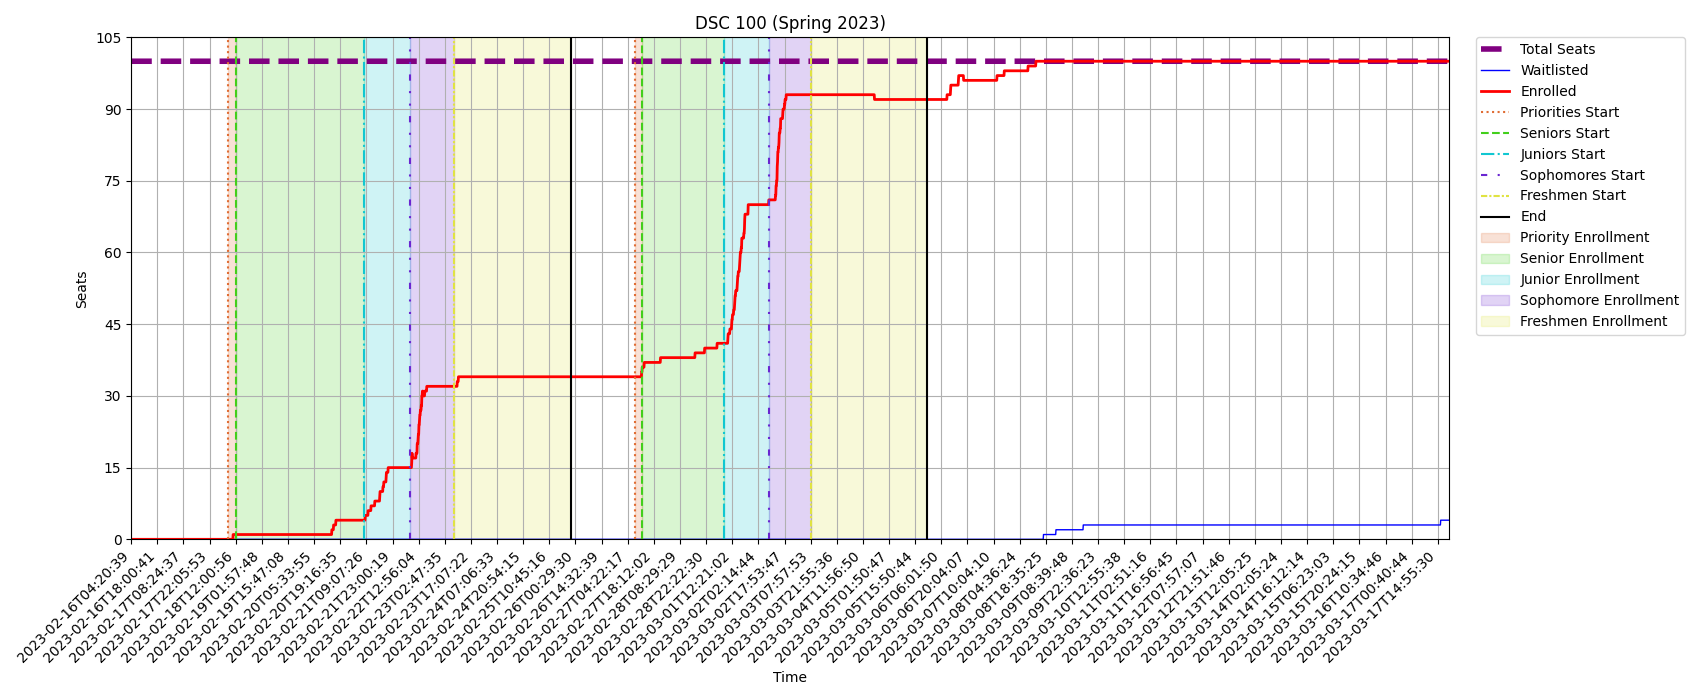 DSC 100 (Spring 2023)
105
90
75
60
45
30
15
0
Seats
2023-02-16T04:20:39
2023-02-16T18:00:41
2023-02-17T08:24:37
2023-02-17T22:05:53
2023-02-18T12:00:56
2023-02-19T01:57:48
2023-02-19T15:47:08
2023-02-20T05:33:55
2023-02-20T19:16:35
2023-02-21T09:07:26
2023-02-21T23:00:19
2023-02-22T12:56:04
2023-02-23T02:47:35
2023-02-23T17:07:22
2023-02-24T07:06:33
2023-02-24T20:54:15
2023-02-25T10:45:16
2023-02-26T00:29:30
2023-02-26T14:32:39
2023-02-27T04:22:17
2023-02-27T18:12:02
2023-02-28T08:29:29
2023-02-28T22:22:30
2023-03-01T12:21:02
2023-03-02T02:14:44
2023-03-02T17:53:47
2023-03-03T07:57:53
2023-03-03T21:55:36
2023-03-04T11:56:50
2023-03-05T01:50:47
2023-03-05T15:50:44
2023-03-06T06:01:50
2023-03-06T20:04:07
2023-03-07T10:04:10
2023-03-08T04:36:24
2023-03-08T18:35:25
2023-03-09T08:39:48
2023-03-09T22:36:23
2023-03-10T12:55:38
2023-03-11T02:51:16
2023-03-11T16:56:45
2023-03-12T07:57:07
2023-03-12T21:51:46
2023-03-13T12:05:25
2023-03-14T02:05:24
2023-03-14T16:12:14
2023-03-15T06:23:03
2023-03-15T20:24:15
2023-03-16T10:34:46
2023-03-17T00:40:44
2023-03-17T14:55:30
Time
Total Seats
Waitlisted
Enrolled
Priorities Start
Seniors Start
Juniors Start
Sophomores Start
Freshmen Start
End
Priority Enrollment
Senior Enrollment
Junior Enrollment
Sophomore Enrollment
Freshmen Enrollment